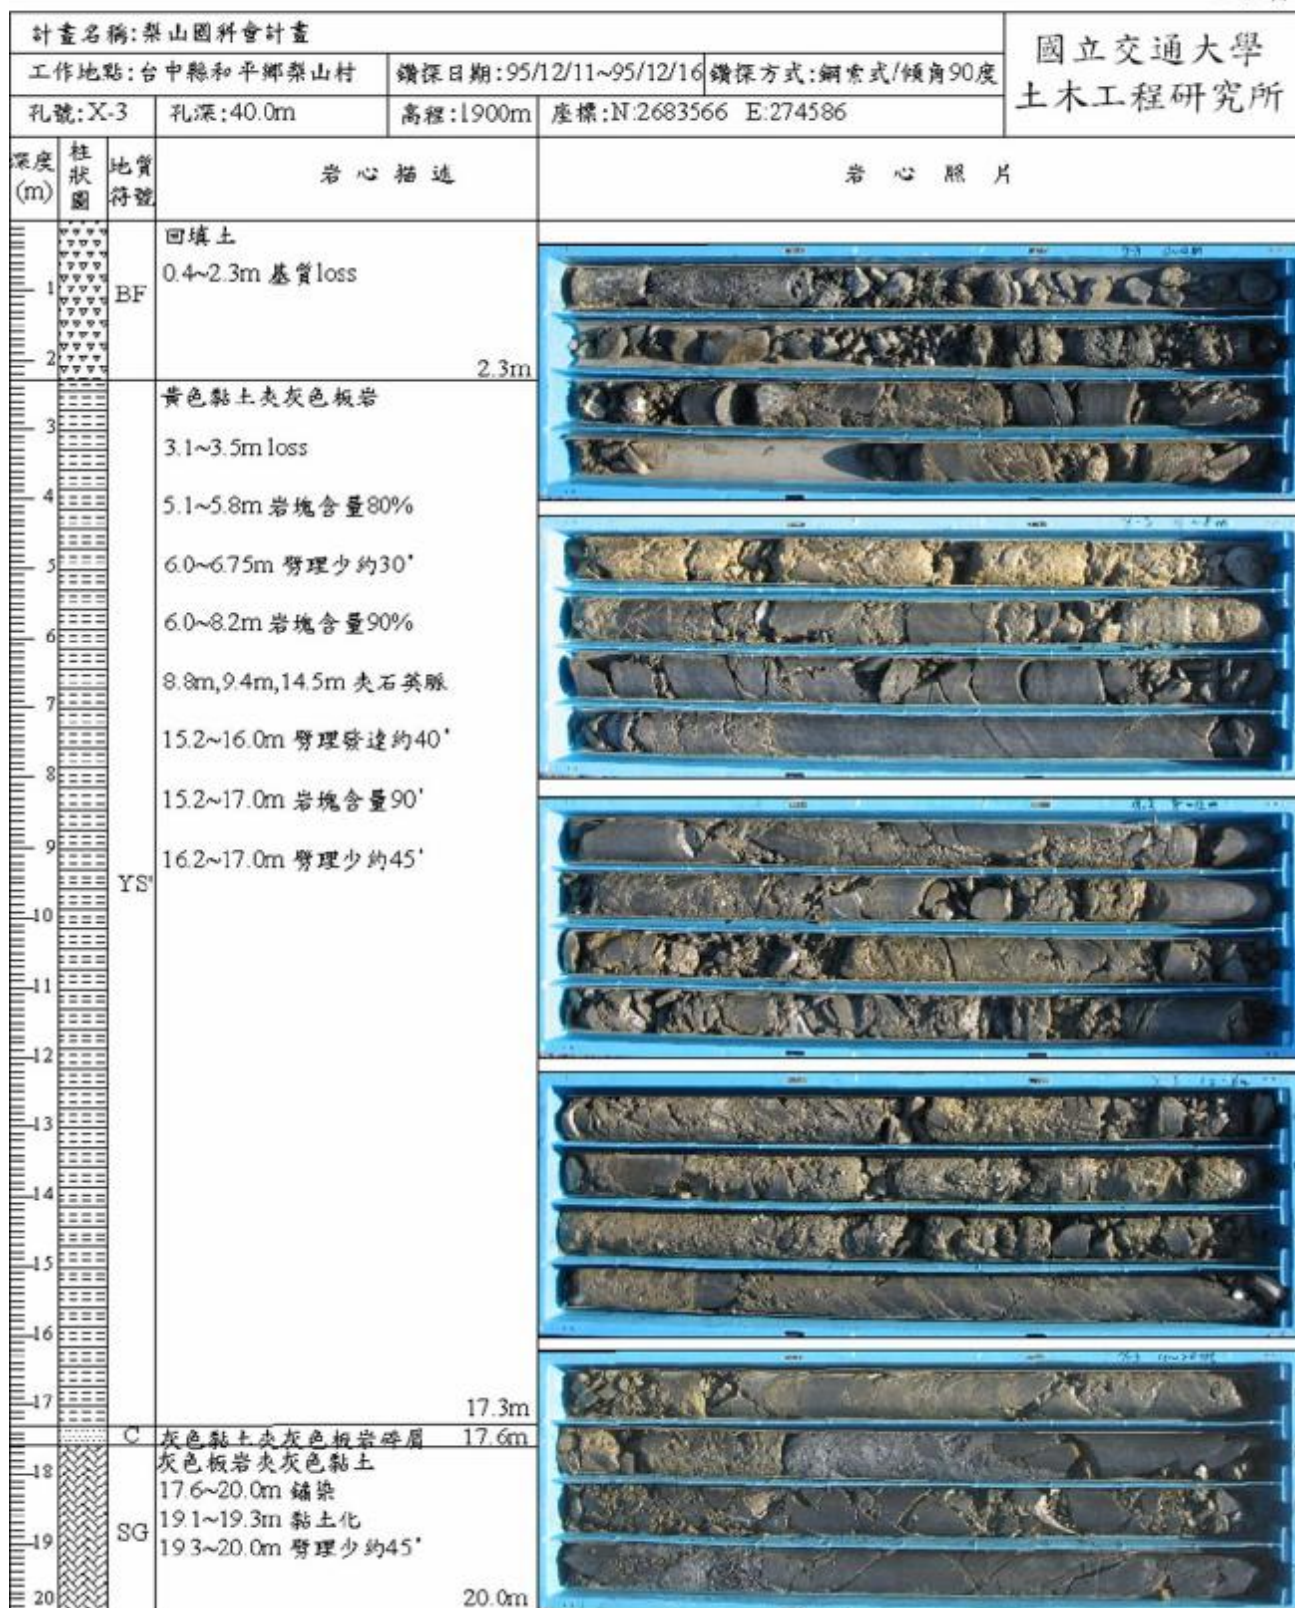 計畫名稱:梨山國科會計畫
國立交通大學
土木工程研究所
工作地點:台中縣和平鄉梨山村 鑽探日期:95/12/11~95/12/16 鑽探方式:鋼索式/傾角90度
孔號:X-3 孔深:40.0m 高程:1900m 座標:N:2683566 E:274586
深度(m) 柱狀圖 地質符號 岩心描述 岩心照片
回填土
0.4~2.3m 基質loss
1
BF
2
2.3m
黃色黏土夾灰色板岩
3
3.1~3.5m loss
4
5.1~5.8m 岩塊含量80%
5
6.0~6.75m 劈理少約30°
6
6.0~8.2m 岩塊含量90%
7
8.8m,9.4m,14.5m 夾石英脈
15.2~16.0m 劈理發達約40°
8
15.2~17.0m 岩塊含量90°
9
16.2~17.0m 劈理少約45°
YS'
10
11
12
13
14
15
16
17
17.3m
C 灰色黏土夾灰色板岩碎屑 17.6m
灰色板岩夾灰色黏土
18
17.6~20.0m 鏽染
19.1~19.3m 黏土化
SG
19
19.3~20.0m 劈理少約45°
20
20.0m